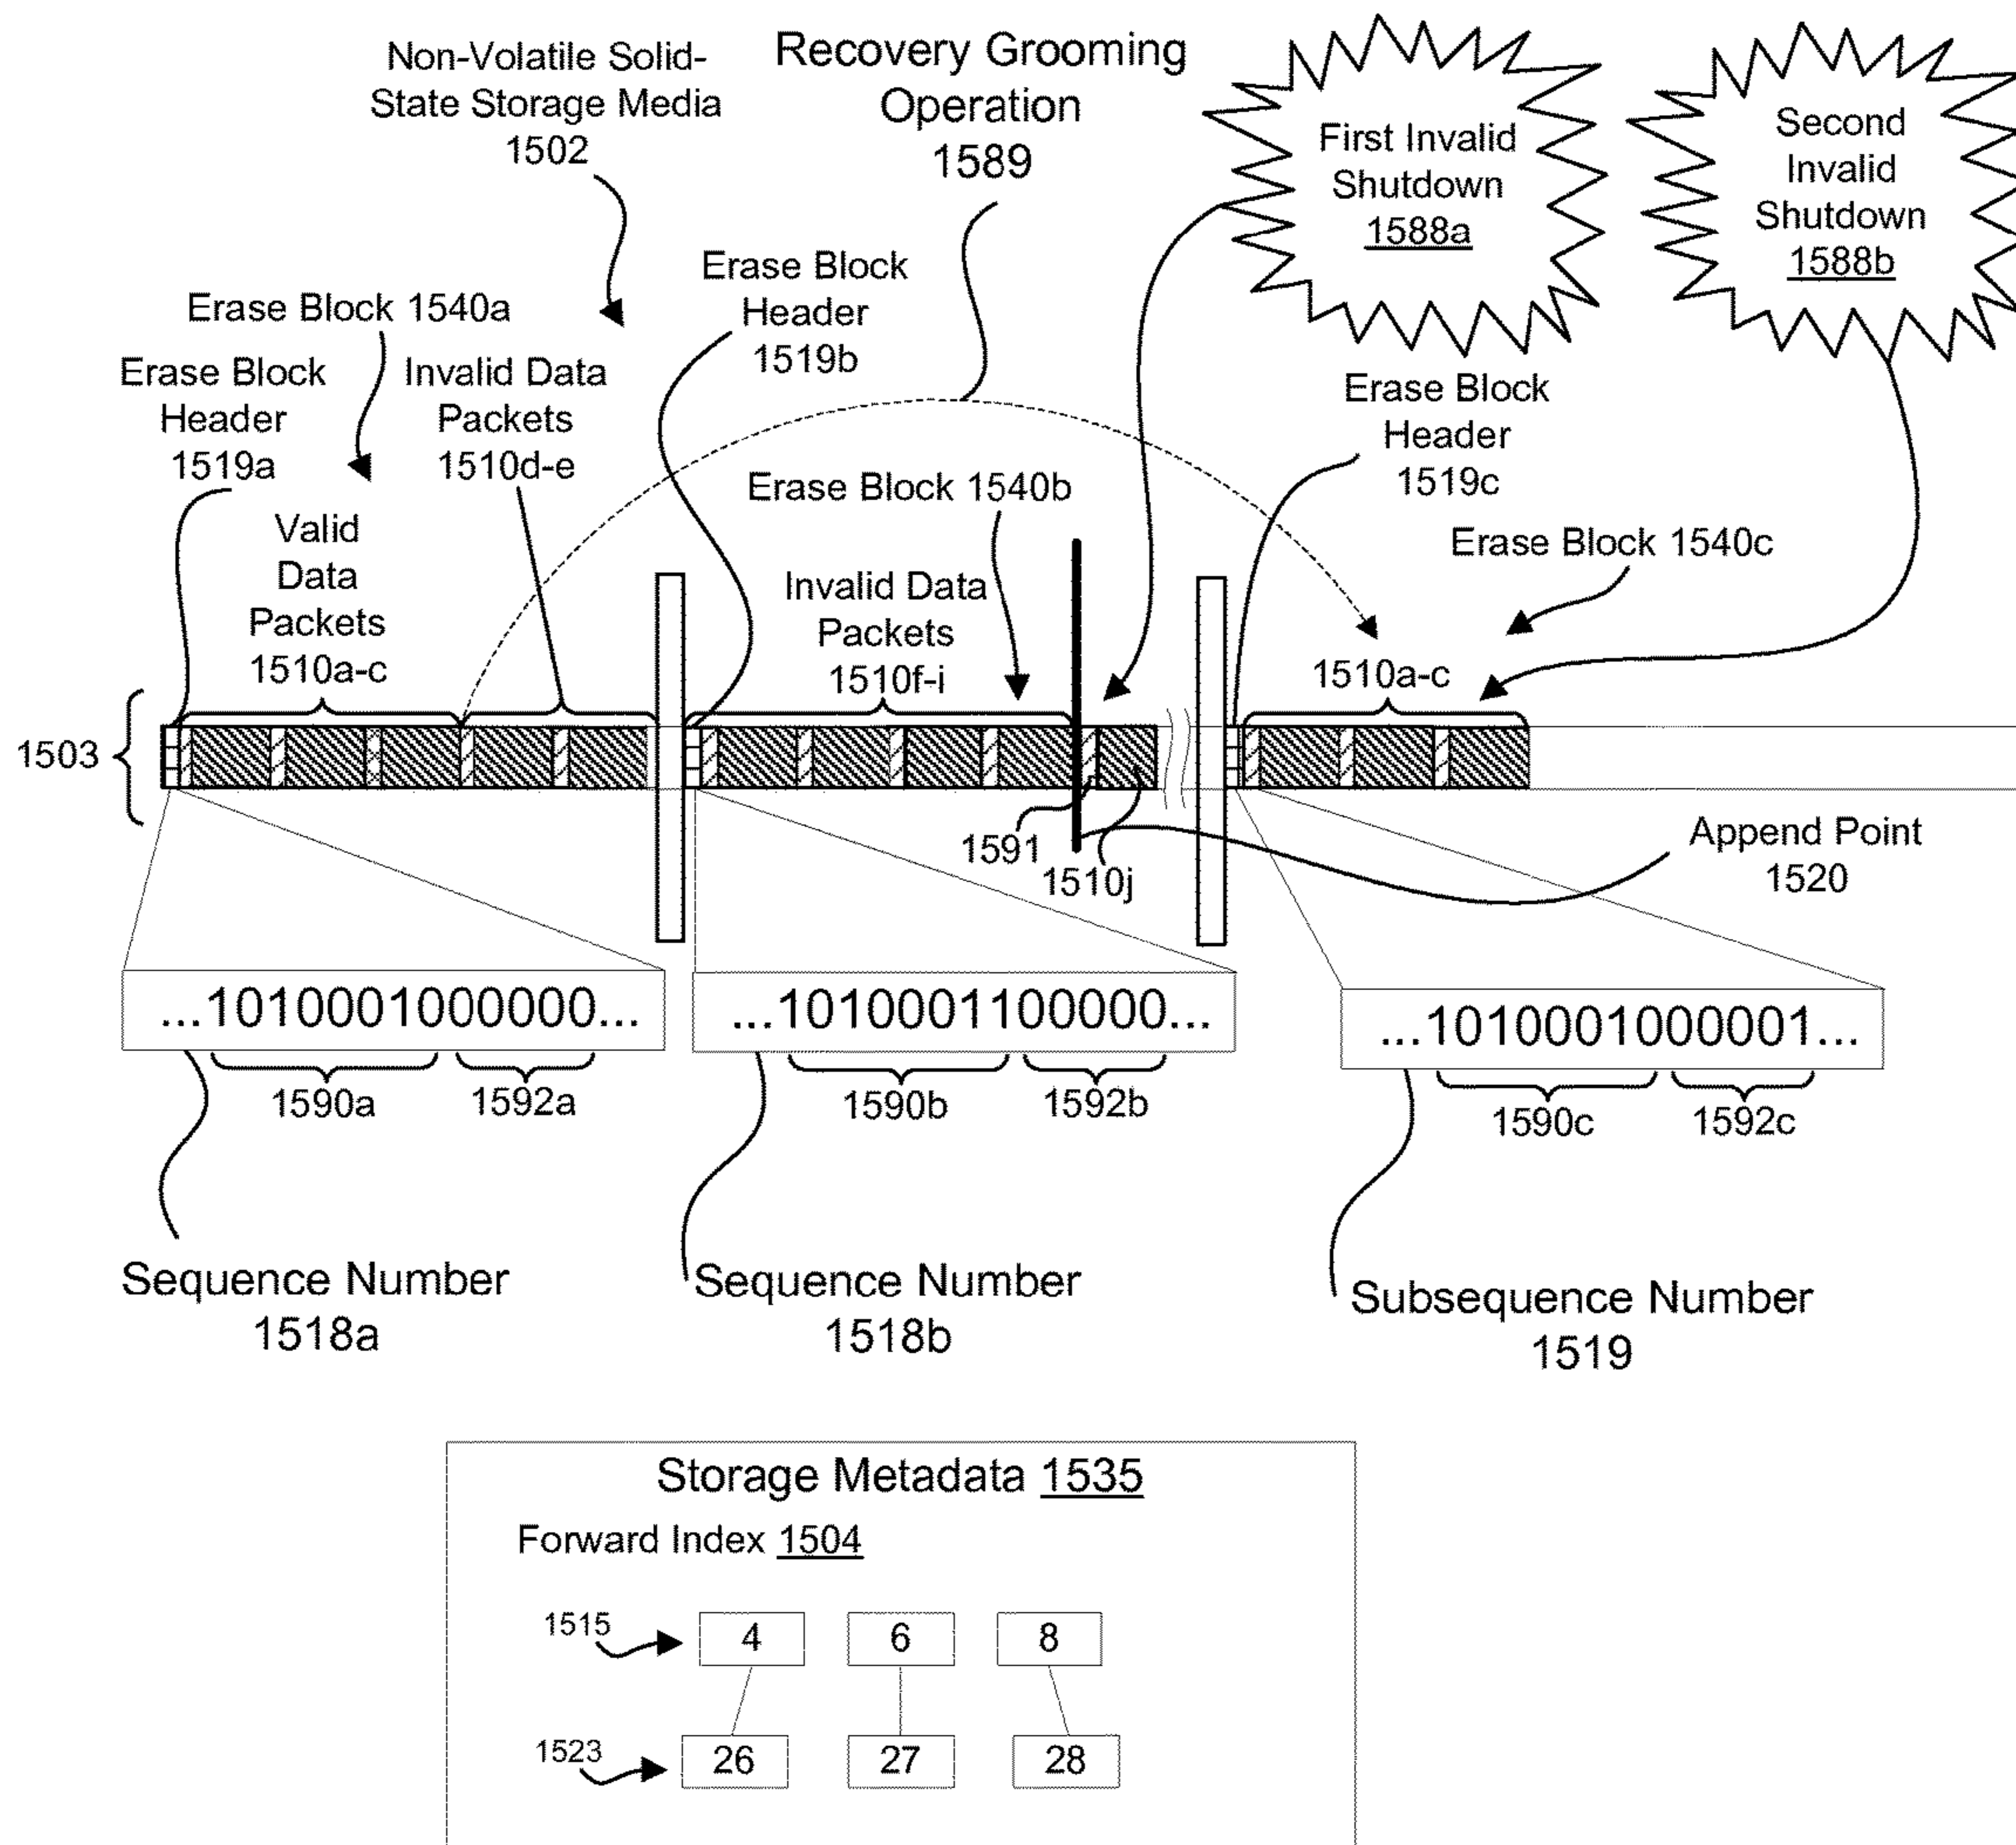 Non-Volatile Solid-
State Storage Media
1502
Recovery Grooming
Operation
1589
First Invalid
Shutdown
1588a
Second
Invalid
Shutdown
1588b
Erase Block 1540a
Erase Block
Header
1519a
Invalid Data
Packets
1510d-e
Erase Block
Header
1519b
Erase Block
Header
1519c
Valid
Data
Packets
1510a-c
Erase Block 1540b
Invalid Data
Packets
1510f-i
Erase Block 1540c
1510a-c
1503
1591
1510j
Append Point
1520
...1010001000000...
1590a
1592a
...1010001100000...
1590b
1592b
...1010001000001...
1590c
1592c
Sequence Number
1518a
Sequence Number
1518b
Subsequence Number
1519
Storage Metadata 1535
Forward Index 1504
1515
4
6
8
1523
26
27
28